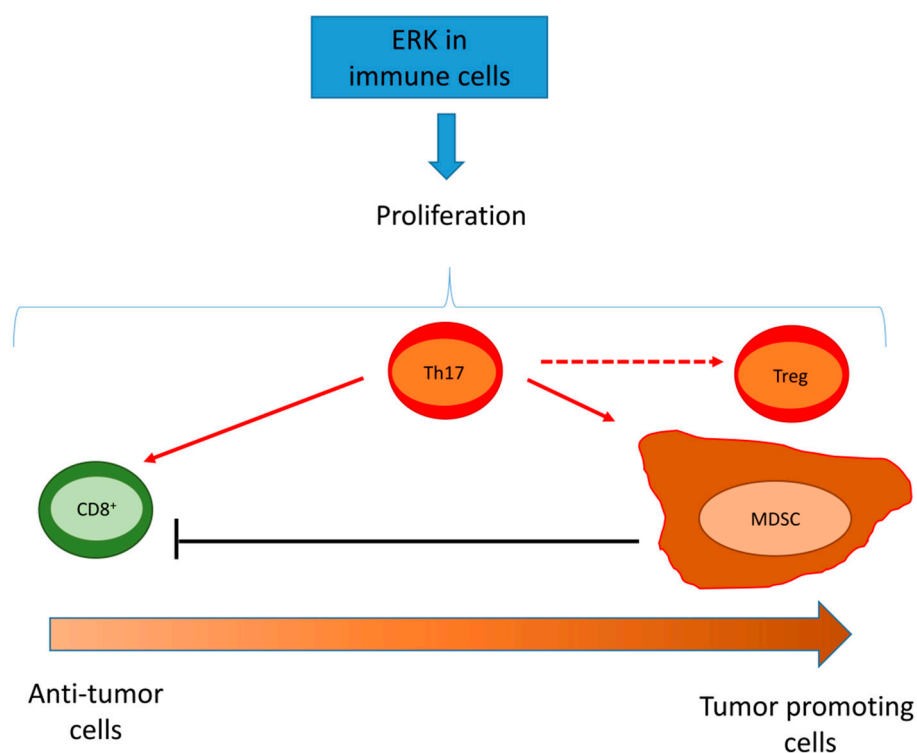 ERK in
immune cells
Proliferation
Th17
Treg
CD8⁺
MDSC
Anti-tumor
cells
Tumor promoting
cells